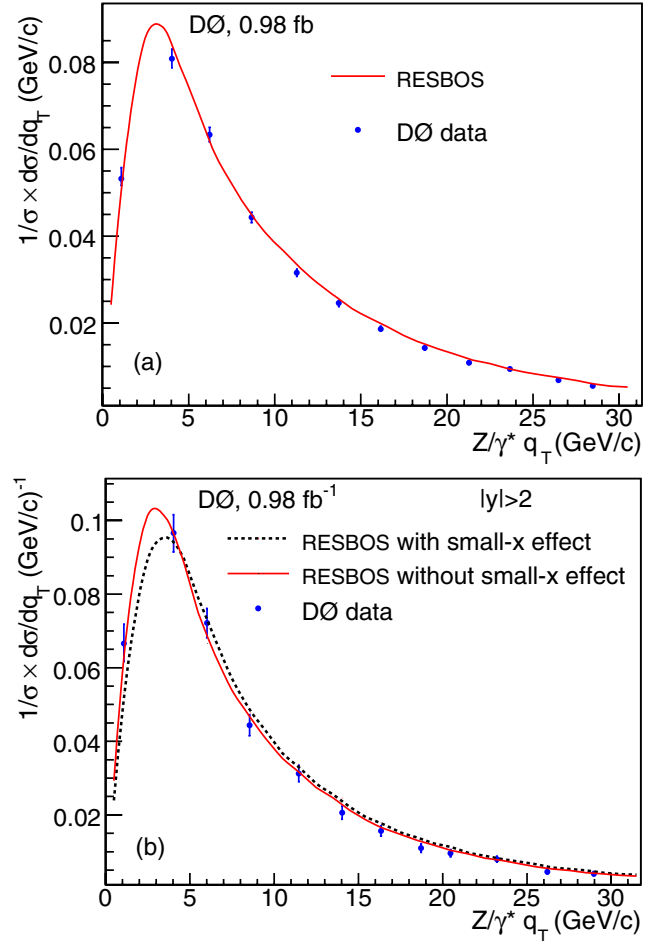 DØ, 0.98 fb
RESBOS
DØ data
1/σ × dσ/dq_T (GeV/c)
0.08
0.06
0.04
0.02
(a)
0 5 10 15 20 25 30
Z/γ* q_T (GeV/c)
DØ, 0.98 fb⁻¹ |y|>2
RESBOS with small-x effect
RESBOS without small-x effect
DØ data
1/σ × dσ/dq_T (GeV/c)⁻¹
0.1
0.08
0.06
0.04
0.02
(b)
0 5 10 15 20 25 30
Z/γ* q_T (GeV/c)